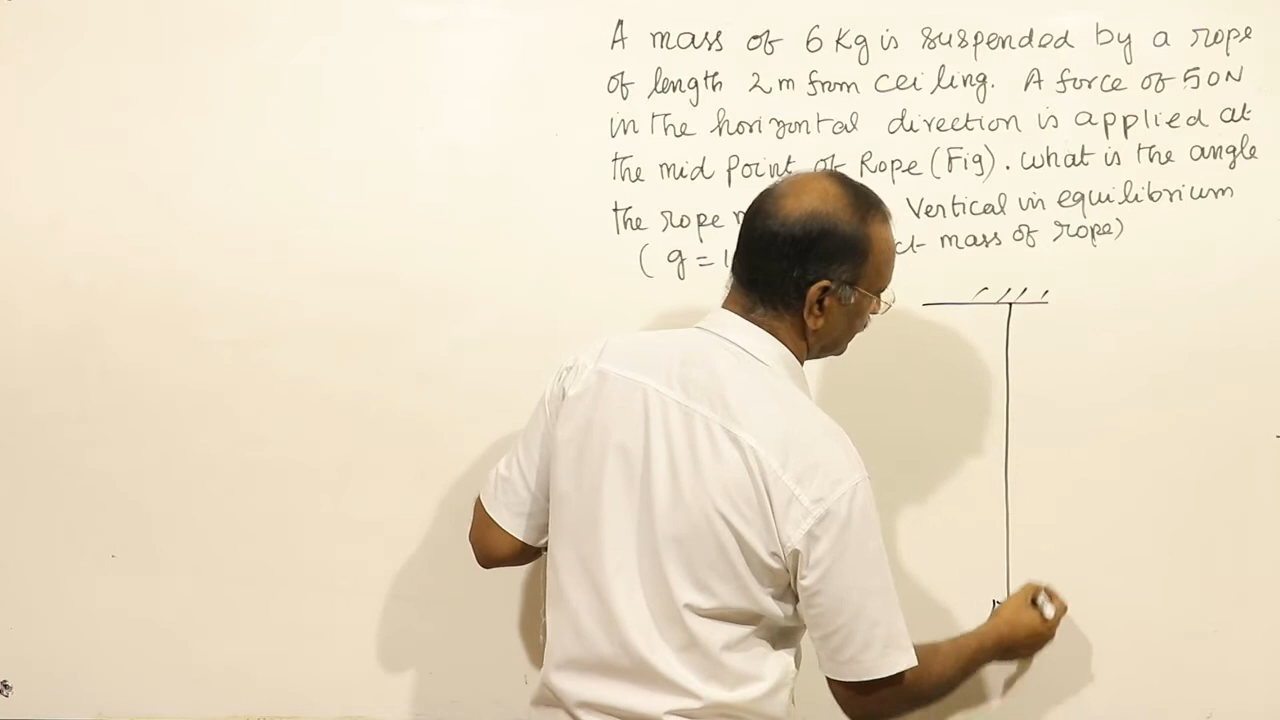 A mass of 6 Kg is suspended by a rope
of length 2 m from ceiling. A force of 50N
in the horizontal direction is applied at
the mid point of Rope (Fig). what is the angle
the rope Vertical in equilibrium
( g = mass of rope)